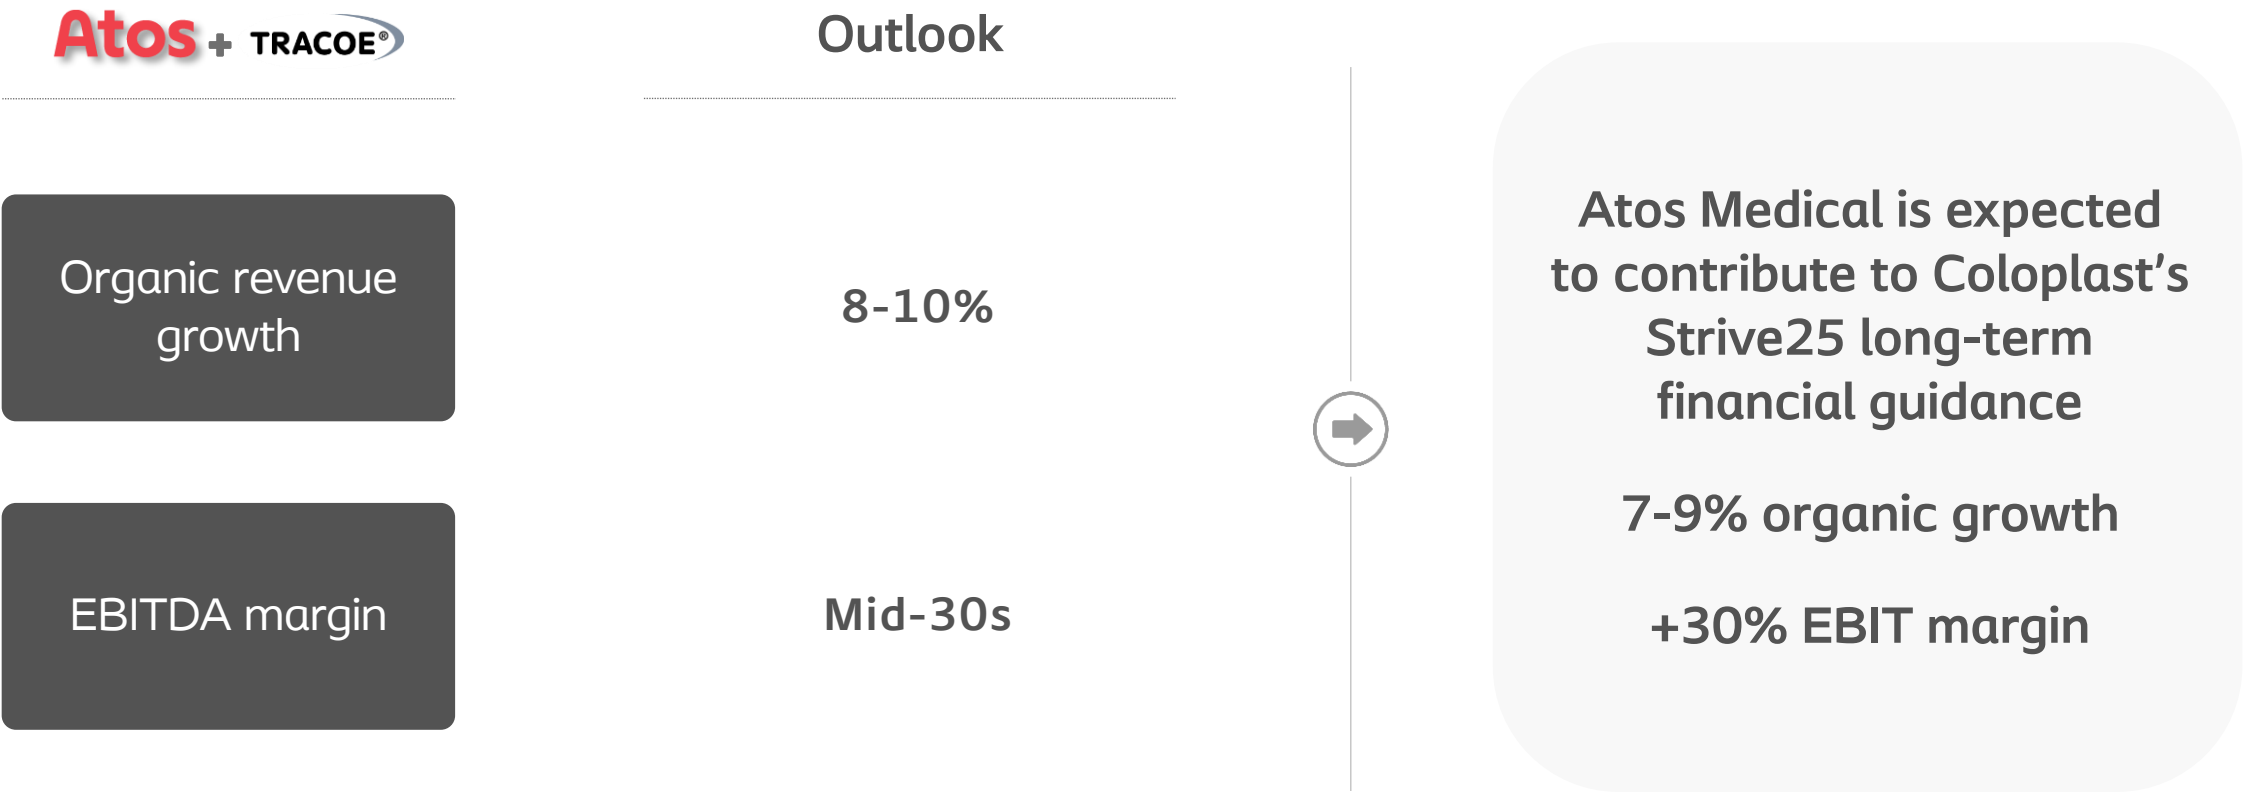 Atos + TRACOE®
Outlook
Organic revenue
growth
8-10%
EBITDA margin
Mid-30s
Atos Medical is expected
to contribute to Coloplast’s
Strive25 long-term
financial guidance
7-9% organic growth
+30% EBIT margin